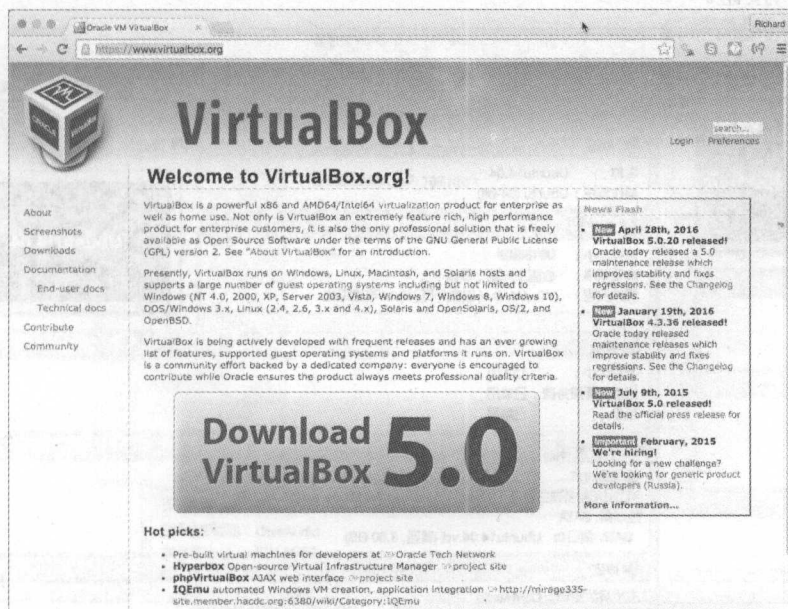 Oracle VM VirtualBox
Richard
https://www.virtualbox.org
ORACLE
VirtualBox
VirtualBox
search...
Login Preferences
Welcome to VirtualBox.org!
About
Screenshots
Downloads
Documentation
End-user docs
Technical docs
Contribute
Community
VirtualBox is a powerful x86 and AMD64/Intel64 virtualization product for enterprise as
well as home use. Not only is VirtualBox an extremely feature rich, high performance
product for enterprise customers, it is also the only professional solution that is freely
available as Open Source Software under the terms of the GNU General Public License
(GPL) version 2. See "About VirtualBox" for an introduction.
Presently, VirtualBox runs on Windows, Linux, Macintosh, and Solaris hosts and
supports a large number of guest operating systems including but not limited to
Windows (NT 4.0, 2000, XP, Server 2003, Vista, Windows 7, Windows 8, Windows 10),
DOS/Windows 3.x, Linux (2.4, 2.6, 3.x and 4.x), Solaris and OpenSolaris, OS/2, and
OpenBSD.
VirtualBox is being actively developed with frequent releases and has an ever growing
list of features, supported guest operating systems and platforms it runs on. VirtualBox
is a community effort backed by a dedicated company: everyone is encouraged to
contribute while Oracle ensures the product always meets professional quality criteria.
Download
VirtualBox 5.0
Hot picks:
Pre-built virtual machines for developers at Oracle Tech Network
Hyperbox Open-source Virtual Infrastructure Manager project site
phpVirtualBox AJAX web interface project site
IQEmu automated Windows VM creation, application integration http://mirage335-
site.member.hacdc.org:6380/wiki/Category:IQEmu
News Flash
New April 28th, 2016
VirtualBox 5.0.20 released!
Oracle today released a 5.0
maintenance release which
improves stability and fixes
regressions. See the Changelog
for details.
New January 19th, 2016
VirtualBox 4.3.36 released!
Oracle today released
maintenance releases which
improve stability and fix
regressions. See the Changelog
for details.
New July 9th, 2015
VirtualBox 5.0 released!
Read the official press release for
details.
Important February, 2015
We're hiring!
Looking for a new challenge?
We're looking for generic product
developers (Russia).
More information...